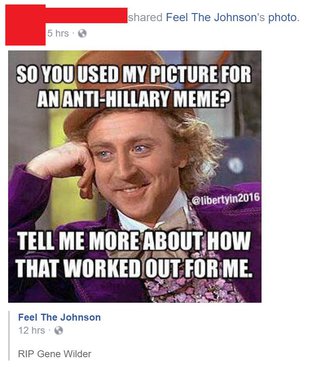 shared Feel The Johnson's photo.
5 hrs ·
SO YOU USED MY PICTURE FOR
AN ANTI-HILLARY MEME?
@libertyin2016
TELL ME MORE ABOUT HOW
THAT WORKED OUT FOR ME.
Feel The Johnson
12 hrs ·
RIP Gene Wilder